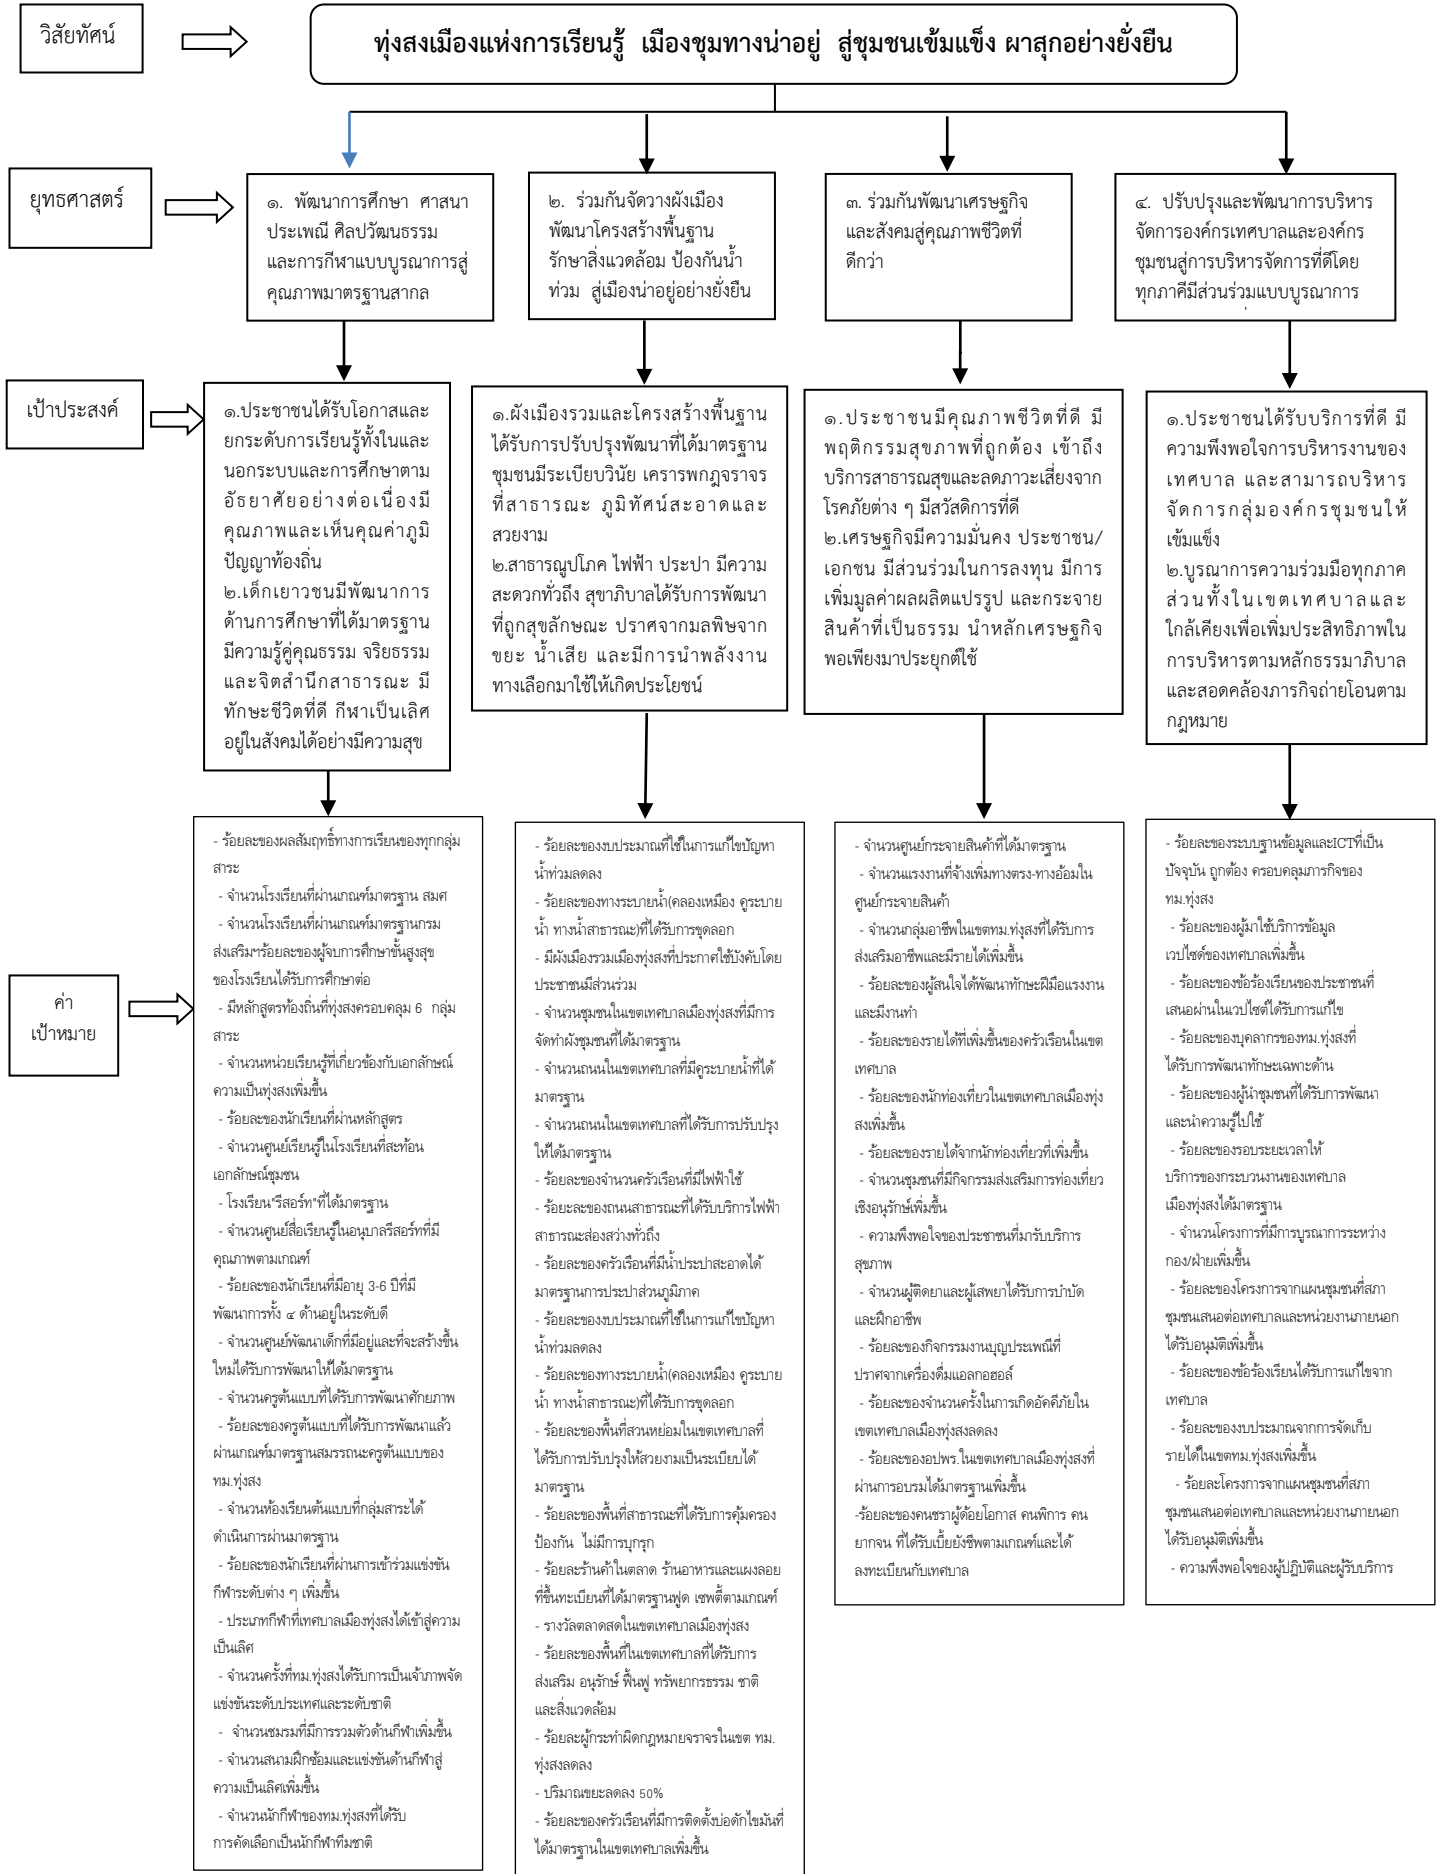 วิสัยทัศน์
ทุ่งสงเมืองแห่งการเรียนรู้ เมืองชุมทางน่าอยู่ สู่ชุมชนเข้มแข็ง ผาสุกอย่างยั่งยืน
ยุทธศาสตร์
๑. พัฒนาการศึกษา ศาสนา
ประเพณี ศิลปวัฒนธรรม
และการกีฬาแบบบูรณาการสู่
คุณภาพมาตรฐานสากล
๒. ร่วมกันจัดวางผังเมือง
พัฒนาโครงสร้างพื้นฐาน
รักษาสิ่งแวดล้อม ป้องกันน้ำ
ท่วม สู่เมืองน่าอยู่อย่างยั่งยืน
๓. ร่วมกันพัฒนาเศรษฐกิจ
และสังคมสู่คุณภาพชีวิตที่
ดีกว่า
๔. ปรับปรุงและพัฒนาการบริหาร
จัดการองค์กรเทศบาลและองค์กร
ชุมชนสู่การบริหารจัดการที่ดีโดย
ทุกภาคีมีส่วนร่วมแบบบูรณาการ
เป้าประสงค์
๑.ประชาชนได้รับโอกาสและ
ยกระดับการเรียนรู้ทั้งในและ
นอกระบบและการศึกษาตาม
อัธยาศัยอย่างต่อเนื่องมี
คุณภาพและเห็นคุณค่าภูมิ
ปัญญาท้องถิ่น
๒.เด็กเยาวชนมีพัฒนาการ
ด้านการศึกษาที่ได้มาตรฐาน
มีความรู้คู่คุณธรรม จริยธรรม
และจิตสำนึกสาธารณะ มี
ทักษะชีวิตที่ดี กีฬาเป็นเลิศ
อยู่ในสังคมได้อย่างมีความสุข
๑.ผังเมืองรวมและโครงสร้างพื้นฐาน
ได้รับการปรับปรุงพัฒนาที่ได้มาตรฐาน
ชุมชนมีระเบียบวินัย เคารพกฎจราจร
ที่สาธารณะ ภูมิทัศน์สะอาดและ
สวยงาม
๒.สาธารณูปโภค ไฟฟ้า ประปา มีความ
สะดวกทั่วถึง สุขาภิบาลได้รับการพัฒนา
ที่ถูกสุขลักษณะ ปราศจากมลพิษจาก
ขยะ น้ำเสีย และมีการนำพลังงาน
ทางเลือกมาใช้ให้เกิดประโยชน์
๑.ประชาชนมีคุณภาพชีวิตที่ดี มี
พฤติกรรมสุขภาพที่ถูกต้อง เข้าถึง
บริการสาธารณสุขและลดภาวะเสี่ยงจาก
โรคภัยต่าง ๆ มีสวัสดิการที่ดี
๒.เศรษฐกิจมีความมั่นคง ประชาชน/
เอกชน มีส่วนร่วมในการลงทุน มีการ
เพิ่มมูลค่าผลผลิตแปรรูป และกระจาย
สินค้าที่เป็นธรรม นำหลักเศรษฐกิจ
พอเพียงมาประยุกต์ใช้
๑.ประชาชนได้รับบริการที่ดี มี
ความพึงพอใจการบริหารงานของ
เทศบาล และสามารถบริหาร
จัดการกลุ่มองค์กรชุมชนให้
เข้มแข็ง
๒.บูรณาการความร่วมมือทุกภาค
ส่วนทั้งในเขตเทศบาลและ
ใกล้เคียงเพื่อเพิ่มประสิทธิภาพใน
การบริหารตามหลักธรรมาภิบาล
และสอดคล้องภารกิจถ่ายโอนตาม
กฎหมาย
ค่า
เป้าหมาย
- ร้อยละของผลสัมฤทธิ์ทางการเรียนของทุกกลุ่ม
สาระ
- จำนวนโรงเรียนที่ผ่านเกณฑ์มาตรฐาน สมศ
- จำนวนโรงเรียนที่ผ่านเกณฑ์มาตรฐานกรม
ส่งเสริมฯร้อยละของผู้จบการศึกษาขั้นสูงสุข
ของโรงเรียนได้รับการศึกษาต่อ
- มีหลักสูตรท้องถิ่นที่ทุ่งสงครอบคลุม 6 กลุ่ม
สาระ
- จำนวนหน่วยเรียนรู้ที่เกี่ยวข้องกับเอกลักษณ์
ความเป็นทุ่งสงเพิ่มขึ้น
- ร้อยละของนักเรียนที่ผ่านหลักสูตร
- จำนวนศูนย์เรียนรู้ในโรงเรียนที่สะท้อน
เอกลักษณ์ชุมชน
- โรงเรียน"รีสอร์ท"ที่ได้มาตรฐาน
- จำนวนศูนย์สื่อเรียนรู้ในอนุบาลรีสอร์ทที่มี
คุณภาพตามเกณฑ์
- ร้อยละของนักเรียนที่มีอายุ 3-6 ปีที่มี
พัฒนาการทั้ง ๔ ด้านอยู่ในระดับดี
- จำนวนศูนย์พัฒนาเด็กที่มีอยู่และที่จะสร้างขึ้น
ใหม่ได้รับการพัฒนาให้ได้มาตรฐาน
- จำนวนครูต้นแบบที่ได้รับการพัฒนาศักยภาพ
- ร้อยละของครูต้นแบบที่ได้รับการพัฒนาแล้ว
ผ่านเกณฑ์มาตรฐานสมรรถนะครูต้นแบบของ
ทม.ทุ่งสง
- จำนวนห้องเรียนต้นแบบที่กลุ่มสาระได้
ดำเนินการผ่านมาตรฐาน
- ร้อยละของนักเรียนที่ผ่านการเข้าร่วมแข่งขัน
กีฬาระดับต่าง ๆ เพิ่มขึ้น
- ประเภทกีฬาที่เทศบาลเมืองทุ่งสงได้เข้าสู่ความ
เป็นเลิศ
- จำนวนครั้งที่ทม.ทุ่งสงได้รับการเป็นเจ้าภาพจัด
แข่งขันระดับประเทศและระดับชาติ
- จำนวนชมรมที่มีการรวมตัวด้านกีฬาเพิ่มขึ้น
- จำนวนสนามฝึกซ้อมและแข่งขันด้านกีฬาสู่
ความเป็นเลิศเพิ่มขึ้น
- จำนวนนักกีฬาของทม.ทุ่งสงที่ได้รับ
การคัดเลือกเป็นนักกีฬาทีมชาติ
- ร้อยละของงบประมาณที่ใช้ในการแก้ไขปัญหา
น้ำท่วมลดลง
- ร้อยละของทางระบายน้ำ(คลองเหมือง คูระบาย
น้ำ ทางน้ำสาธารณะ)ที่ได้รับการขุดลอก
- มีผังเมืองรวมเมืองทุ่งสงที่ประกาศใช้บังคับโดย
ประชาชนมีส่วนร่วม
- จำนวนชุมชนในเขตเทศบาลเมืองทุ่งสงที่มีการ
จัดทำผังชุมชนที่ได้มาตรฐาน
- จำนวนถนนในเขตเทศบาลที่มีคูระบายน้ำที่ได้
มาตรฐาน
- จำนวนถนนในเขตเทศบาลที่ได้รับการปรับปรุง
ให้ได้มาตรฐาน
- ร้อยละของจำนวนครัวเรือนที่มีไฟฟ้าใช้
- ร้อยะละของถนนสาธารณะที่ได้รับบริการไฟฟ้า
สาธารณะส่องสว่างทั่วถึง
- ร้อยละของครัวเรือนที่มีน้ำประปาสะอาดได้
มาตรฐานการประปาส่วนภูมิภาค
- ร้อยละของงบประมาณที่ใช้ในการแก้ไขปัญหา
น้ำท่วมลดลง
- ร้อยละของทางระบายน้ำ(คลองเหมือง คูระบาย
น้ำ ทางน้ำสาธารณะ)ที่ได้รับการขุดลอก
- ร้อยละของพื้นที่สวนหย่อมในเขตเทศบาลที่
ได้รับการปรับปรุงให้สวยงามเป็นระเบียบได้
มาตรฐาน
- ร้อยละของพื้นที่สาธารณะที่ได้รับการคุ้มครอง
ป้องกัน ไม่มีการบุกรุก
- ร้อยละร้านค้าในตลาด ร้านอาหารและแผงลอย
ที่ขึ้นทะเบียนที่ได้มาตรฐานฟูด เซพตี้ตามเกณฑ์
- รางวัลตลาดสดในเขตเทศบาลเมืองทุ่งสง
- ร้อยละของพื้นที่ในเขตเทศบาลที่ได้รับการ
ส่งเสริม อนุรักษ์ ฟื้นฟู ทรัพยากรธรรม ชาติ
และสิ่งแวดล้อม
- ร้อยละผู้กระทำผิดกฎหมายจราจรในเขต ทม.
ทุ่งสงลดลง
- ปริมาณขยะลดลง 50%
- ร้อยละของครัวเรือนที่มีการติดตั้งบ่อดักไขมันที่
ได้มาตรฐานในเขตเทศบาลเพิ่มขึ้น
- จำนวนศูนย์กระจายสินค้าที่ได้มาตรฐาน
- จำนวนแรงงานที่จ้างเพิ่มทางตรง-ทางอ้อมใน
ศูนย์กระจายสินค้า
- จำนวนกลุ่มอาชีพในเขตทม.ท่งุสงที่ได้รับการ
ส่งเสริมอาชีพและมีรายได้เพิ่มขึ้น
- ร้อยละของผู้สนใจได้พัฒนาทักษะฝีมือแรงงาน
และมีงานทำ
- ร้อยละของรายได้ที่เพิ่มขึ้นของครัวเรือนในเขต
เทศบาล
- ร้อยละของนักท่องเที่ยวในเขตเทศบาลเมืองทุ่ง
สงเพิ่มขึ้น
- ร้อยละของรายได้จากนักท่องเที่ยวที่เพิ่มขึ้น
- จำนวนชุมชนที่มีกิจกรรมส่งเสริมการท่องเที่ยว
เชิงอนุรักษ์เพิ่มขึ้น
- ความพึงพอใจของประชาชนที่มารับบริการ
สุขภาพ
- จำนวนผู้ติดยาและผู้เสพยาได้รับการบำบัด
และฝึกอาชีพ
- ร้อยละของกิจกรรมงานบุญประเพณีที่
ปราศจากเครื่องดื่มแอลกอฮอล์
- ร้อยละของจำนวนครั้งในการเกิดอัคคีภัยใน
เขตเทศบาลเมืองทุ่งสงลดลง
- ร้อยละของอปพร.ในเขตเทศบาลเมืองทุ่งสงที่
ผ่านการอบรมได้มาตรฐานเพิ่มขึ้น
-ร้อยละของคนชราผู้ด้อยโอกาส คนพิการ คน
ยากจน ที่ได้รับเบี้ยยังชีพตามเกณฑ์และได้
ลงทะเบียนกับเทศบาล
- ร้อยละของระบบฐานข้อมูลและICTที่เป็น
ปัจจุบัน ถูกต้อง ครอบคลุมภารกิจของ
ทม.ทุ่งสง
- ร้อยละของผู้มาใช้บริการข้อมูล
เวปไซด์ของเทศบาลเพิ่มขึ้น
- ร้อยละของข้อร้องเรียนของประชาชนที่
เสนอผ่านในเวปไซต์ได้รับการแก้ไข
- ร้อยละของบุคลากรของทม.ทุ่งสงที่
ได้รับการพัฒนาทักษะเฉพาะด้าน
- ร้อยละของผู้นำชุมชนที่ได้รับการพัฒนา
และนำความรู้ไปใช้
- ร้อยละของรอบระยะเวลาให้
บริการของกระบวนงานของเทศบาล
เมืองทุ่งสงได้มาตรฐาน
- จำนวนโครงการที่มีการบูรณาการระหว่าง
กอง/ฝ่ายเพิ่มขึ้น
- ร้อยละของโครงการจากแผนชุมชนที่สภา
ชุมชนเสนอต่อเทศบาลและหน่วยงานภายนอก
ได้รับอนุมัติเพิ่มขึ้น
- ร้อยละของข้อร้องเรียนได้รับการแก้ไขจาก
เทศบาล
- ร้อยละของงบประมาณจากการจัดเก็บ
รายได้ในเขตทม.ทุ่งสงเพิ่มขึ้น
- ร้อยละโครงการจากแผนชุมชนที่สภา
ชุมชนเสนอต่อเทศบาลและหน่วยงานภายนอก
ได้รับอนุมัติเพิ่มขึ้น
- ความพึงพอใจของผู้ปฏิบัติและผู้รับบริการ